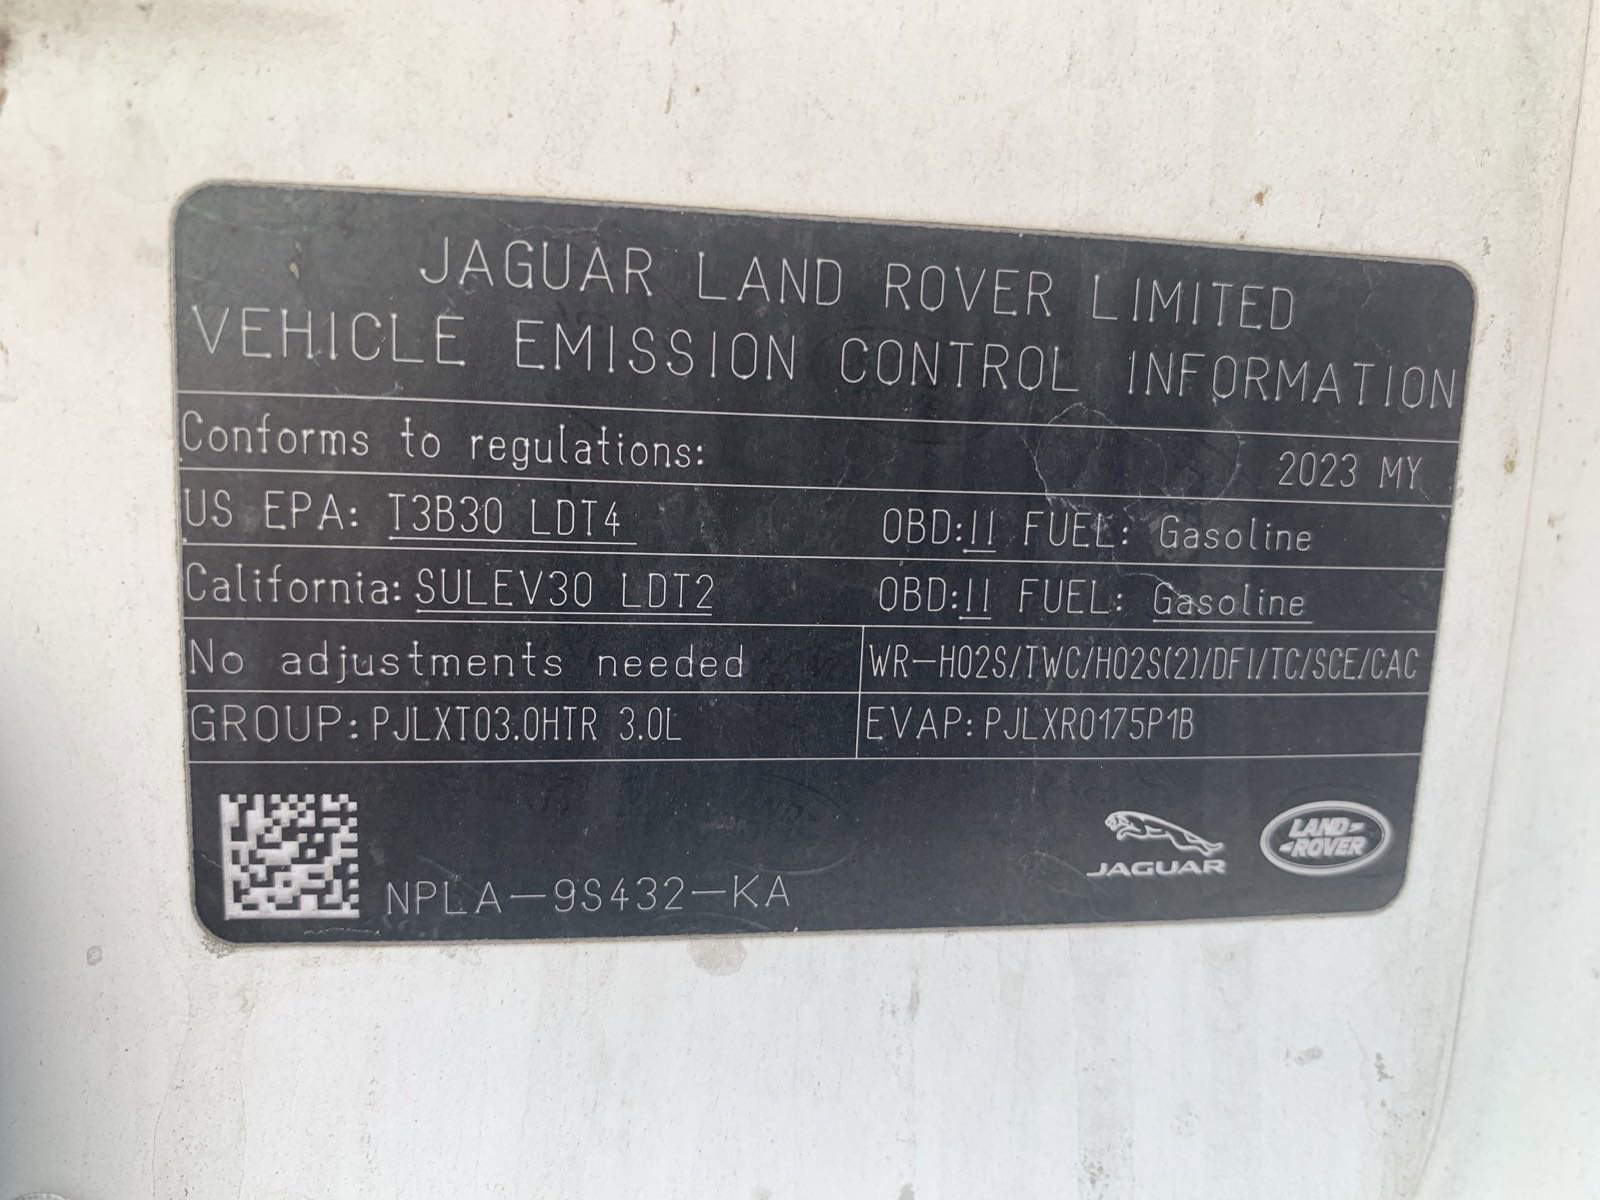 JAGUAR LAND ROVER LIMITED
VEHICLE EMISSION CONTROL INFORMATION
Conforms to regulations: 2023 MY
US EPA: T3B30 LDT4 OBD:II FUEL: Gasoline
California: SULEV30 LDT2 OBD:II FUEL: Gasoline
No adjustments needed WR-HO2S/TWC/HO2S(2)/DFI/TC/SCE/CAC
GROUP: PJLXT03.0HTR 3.0L EVAP: PJLXR0175P1B
NPLA-9S432-KA
JAGUAR
LAND
ROVER